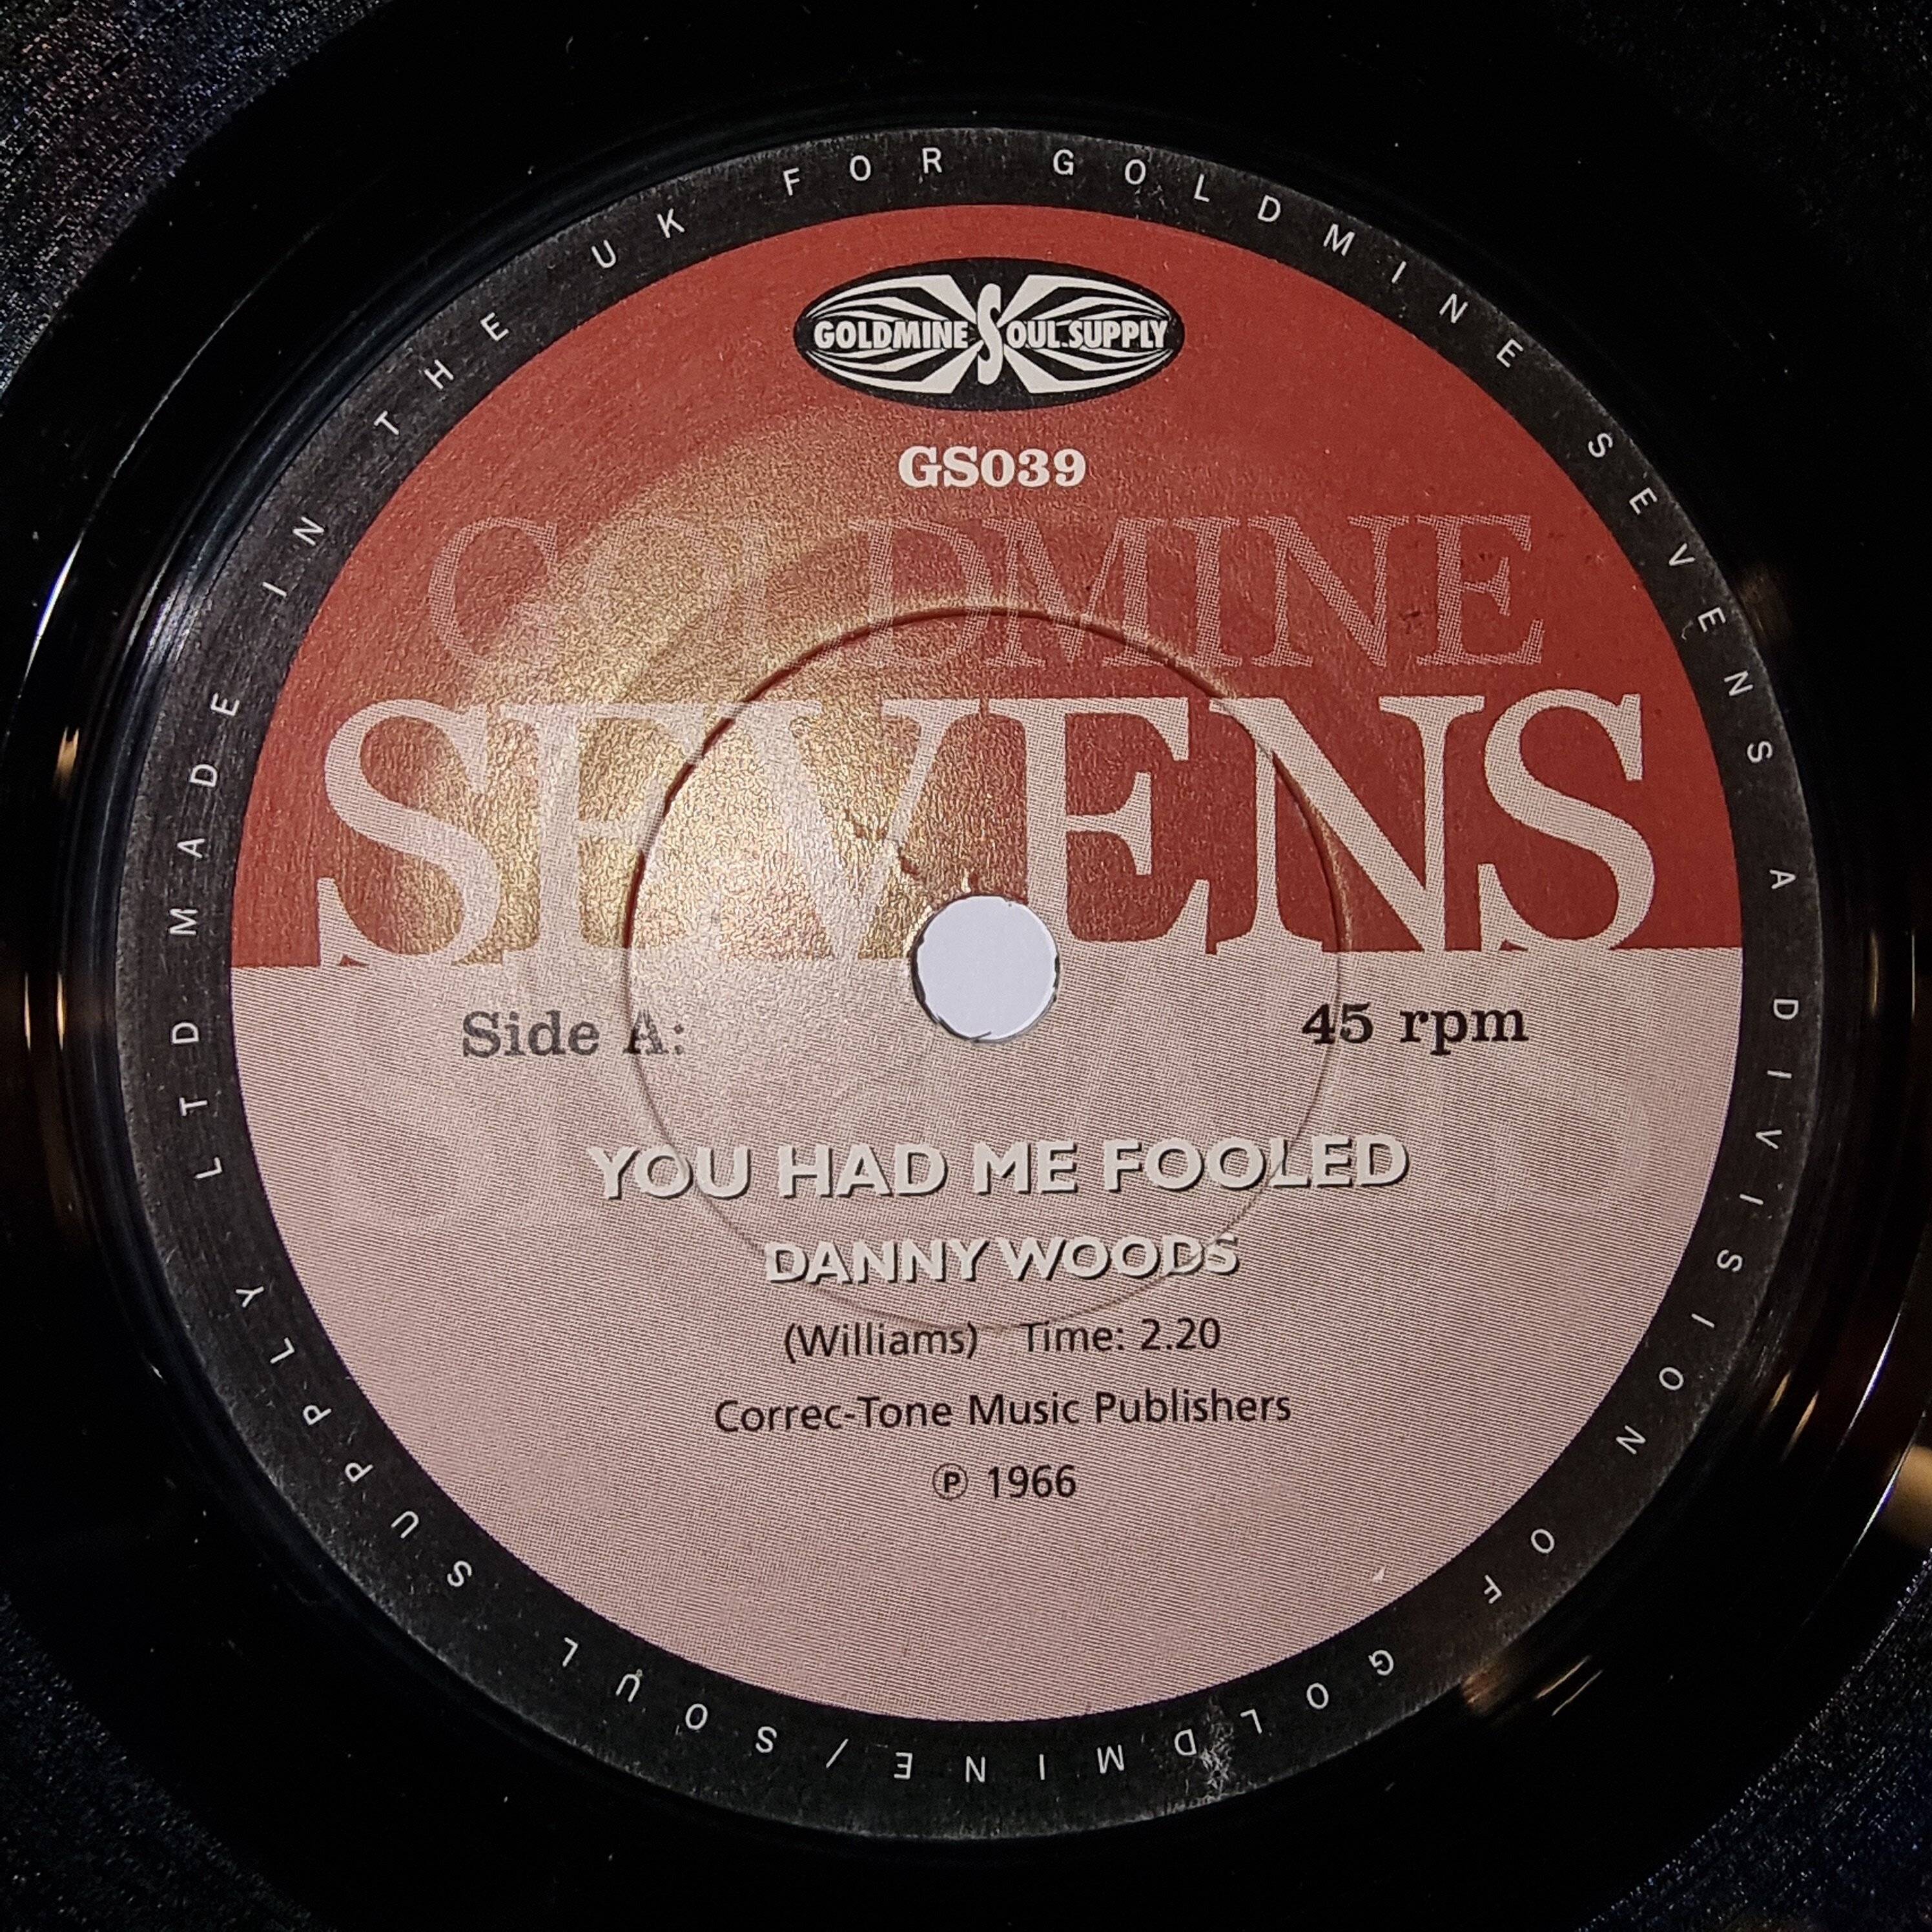 MADE IN THE UK FOR GOLDMINE SEVENS A DIVISION OF GOLDMINE/SOUL SUPPLY LTD
GOLDMINE SOUL SUPPLY
GS039
GOLDMINE
SEVENS
Side A:
45 rpm
YOU HAD ME FOOLED
DANNY WOODS
(Williams) Time: 2.20
Correc-Tone Music Publishers
℗ 1966